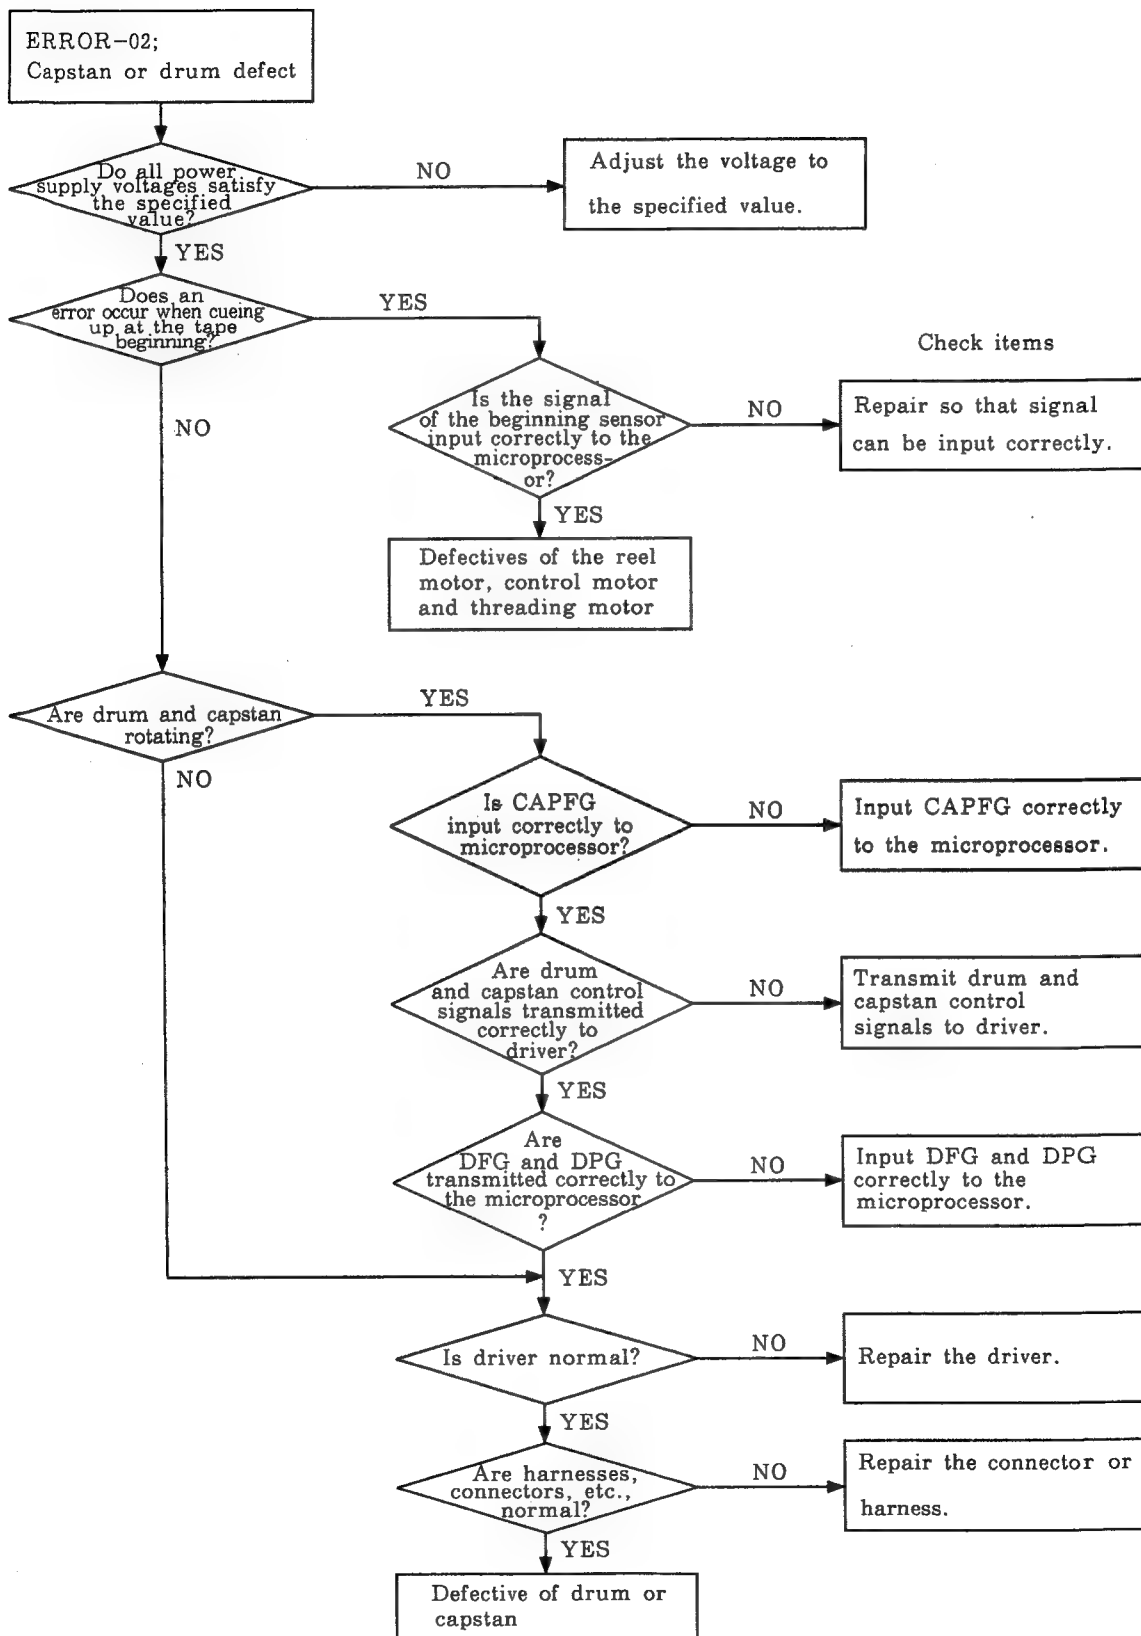 ERROR-02;
Capstan or drum defect
Do all power
supply voltages satisfy
the specified
value?
NO
Adjust the voltage to
the specified value.
YES
Does an
error occur when cueing
up at the tape
beginning?
YES
NO
Check items
Is the signal
of the beginning sensor
input correctly to the
microprocess-
or?
NO
Repair so that signal
can be input correctly.
YES
Defectives of the reel
motor, control motor
and threading motor
Are drum and capstan
rotating?
YES
NO
Is CAPFG
input correctly to
microprocessor?
NO
Input CAPFG correctly
to the microprocessor.
YES
Are drum
and capstan control
signals transmitted
correctly to
driver?
NO
Transmit drum and
capstan control
signals to driver.
YES
Are
DFG and DPG
transmitted correctly to
the microprocessor
?
NO
Input DFG and DPG
correctly to the
microprocessor.
YES
Is driver normal?
NO
Repair the driver.
YES
Are harnesses,
connectors, etc.,
normal?
NO
Repair the connector or
harness.
YES
Defective of drum or
capstan